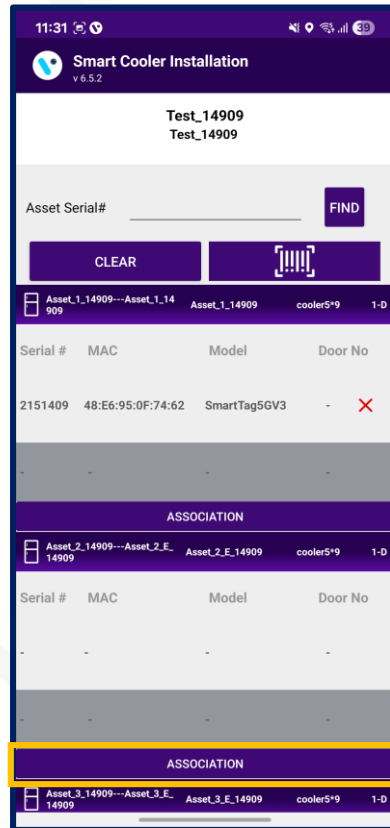 11:31 39
Smart Cooler Installation
v 6.5.2
Test_14909
Test_14909
Asset Serial# FIND
CLEAR
Asset_1_14909---Asset_1_14 Asset_1_14909 cooler5*9 1-D
909
Serial # MAC Model Door No
2151409 48:E6:95:0F:74:62 SmartTag5GV3 -
- - - -
ASSOCIATION
Asset_2_14909---Asset_2_E_ Asset_2_E_14909 cooler5*9 1-D
14909
Serial # MAC Model Door No
- - - -
- - - -
ASSOCIATION
Asset_3_14909---Asset_3_E_ Asset_3_E_14909 cooler5*9 1-D
14909